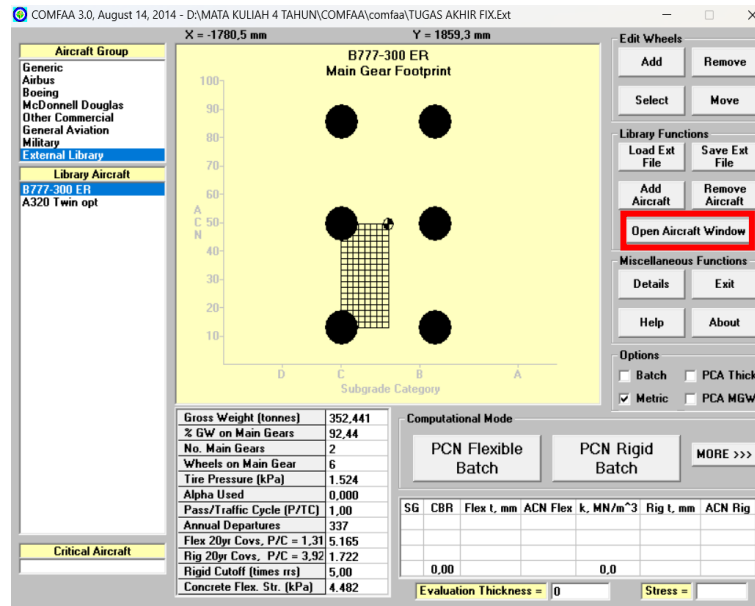 COMFAA 3.0, August 14, 2014 - D:\MATA KULIAH 4 TAHUN\COMFAA\comfaa\TUGAS AKHIR FIX.Ext
X = -1780,5 mm
Y = 1859,3 mm
Aircraft Group
Generic
Airbus
Boeing
McDonnell Douglas
Other Commercial
General Aviation
Military
External Library
Library Aircraft
B777-300 ER
A320 Twin opt
Critical Aircraft
B777-300 ER
Main Gear Footprint
100
90
80
70
60
50
40
30
20
10
A
C
N
D
C
B
A
Subgrade Category
Gross Weight (tonnes) 352,441
% GW on Main Gears 92,44
No. Main Gears 2
Wheels on Main Gear 6
Tire Pressure (kPa) 1.524
Alpha Used 0,000
Pass/Traffic Cycle (P/TC) 1,00
Annual Departures 337
Flex 20yr Covs, P/C = 1,31 5.165
Rig 20yr Covs, P/C = 3,92 1.722
Rigid Cutoff (times rrs) 5,00
Concrete Flex. Str. (kPa) 4.482
Computational Mode
PCN Flexible
Batch
PCN Rigid
Batch
MORE >>>
SG CBR Flex t, mm ACN Flex k, MN/m^3 Rig t, mm ACN Rig
0,00 0,0
Evaluation Thickness = 0 Stress =
Edit Wheels
Add Remove
Select Move
Library Functions
Load Ext
File
Save Ext
File
Add
Aircraft
Remove
Aircraft
Open Aircraft Window
Miscellaneous Functions
Details Exit
Help About
Options
Batch PCA Thick
Metric PCA MGW